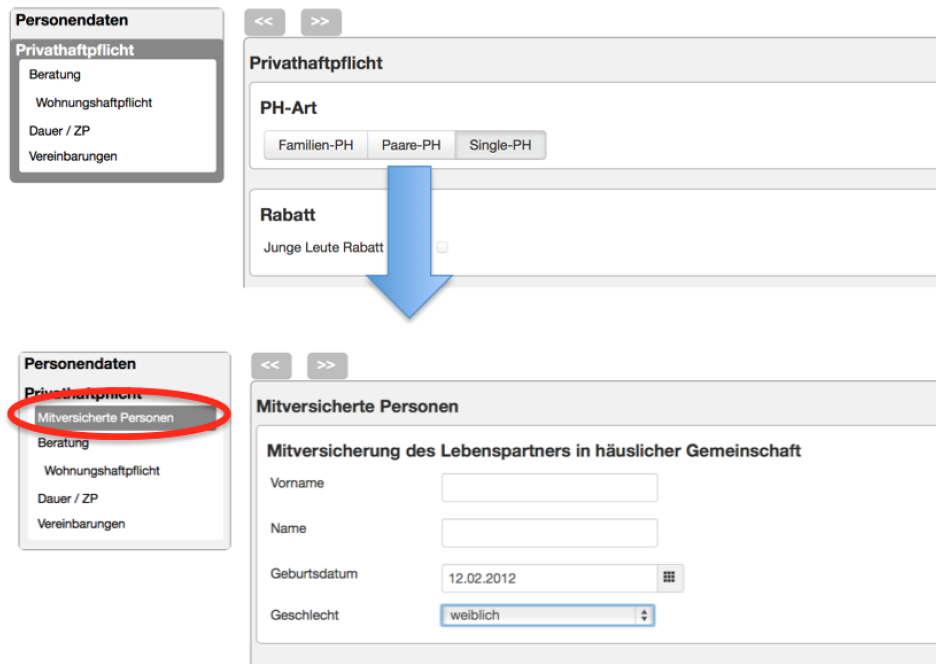 Personendaten
Privathaftpflicht
Beratung
Wohnungshaftpflicht
Dauer / ZP
Vereinbarungen
<< >>
Privathaftpflicht
PH-Art
Familien-PH Paare-PH Single-PH
Rabatt
Junge Leute Rabatt
Personendaten
Privathaftpflicht
Mitversicherte Personen
Beratung
Wohnungshaftpflicht
Dauer / ZP
Vereinbarungen
<< >>
Mitversicherte Personen
Mitversicherung des Lebenspartners in häuslicher Gemeinschaft
Vorname
Name
Geburtsdatum 12.02.2012
Geschlecht weiblich